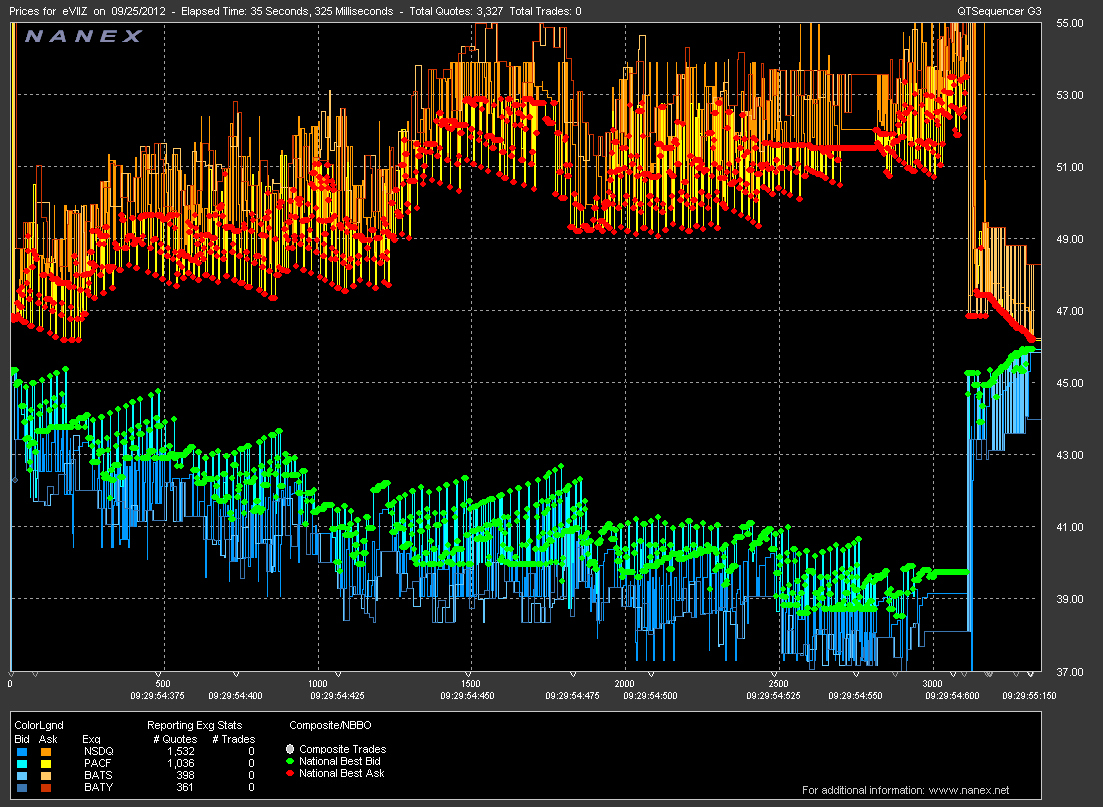 Prices for eVIIZ on 09/25/2012 - Elapsed Time: 35 Seconds, 325 Milliseconds - Total Quotes: 3,327 Total Trades: 0 QTSequencer G3
NANEX
55.00
53.00
51.00
49.00
47.00
45.00
43.00
41.00
39.00
37.00
0 500 1000 1500 2000 2500 3000
09:29:54:375 09:29:54:400 09:29:54:425 09:29:54:450 09:29:54:475 09:29:54:500 09:29:54:525 09:29:54:550 09:29:54:600 09:29:55:150
ColorLgnd Reporting Exg Stats Composite/NBBO
Bid Ask Exq # Quotes # Trades
NSDQ 1,532 0 Composite Trades
PACF 1,036 0 National Best Bid
BATS 398 0 National Best Ask
BATY 361 0
For additional information: www.nanex.net